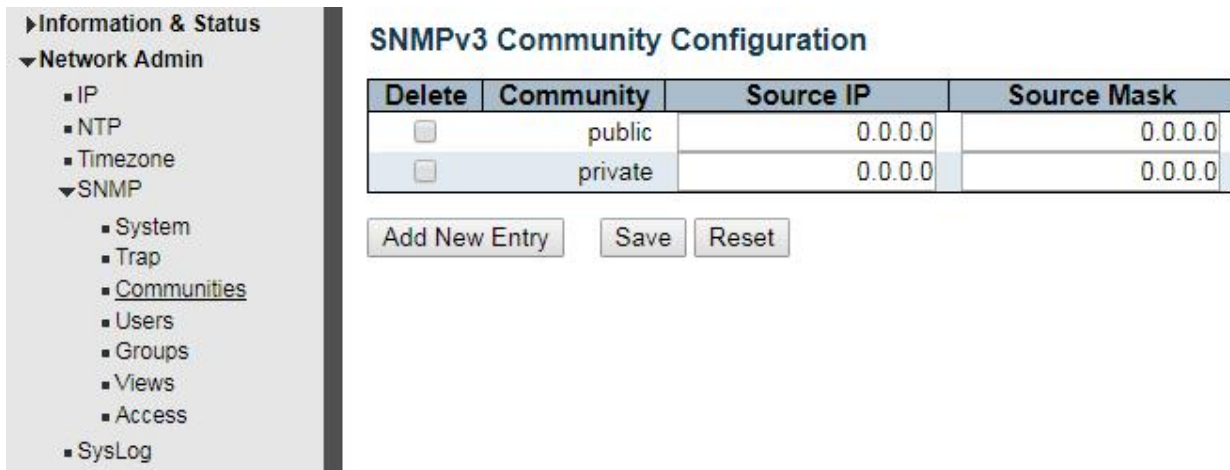 Information & Status
Network Admin
IP
NTP
Timezone
SNMP
System
Trap
Communities
Users
Groups
Views
Access
SysLog
SNMPv3 Community Configuration
Delete Community Source IP Source Mask
public 0.0.0.0 0.0.0.0
private 0.0.0.0 0.0.0.0
Add New Entry Save Reset